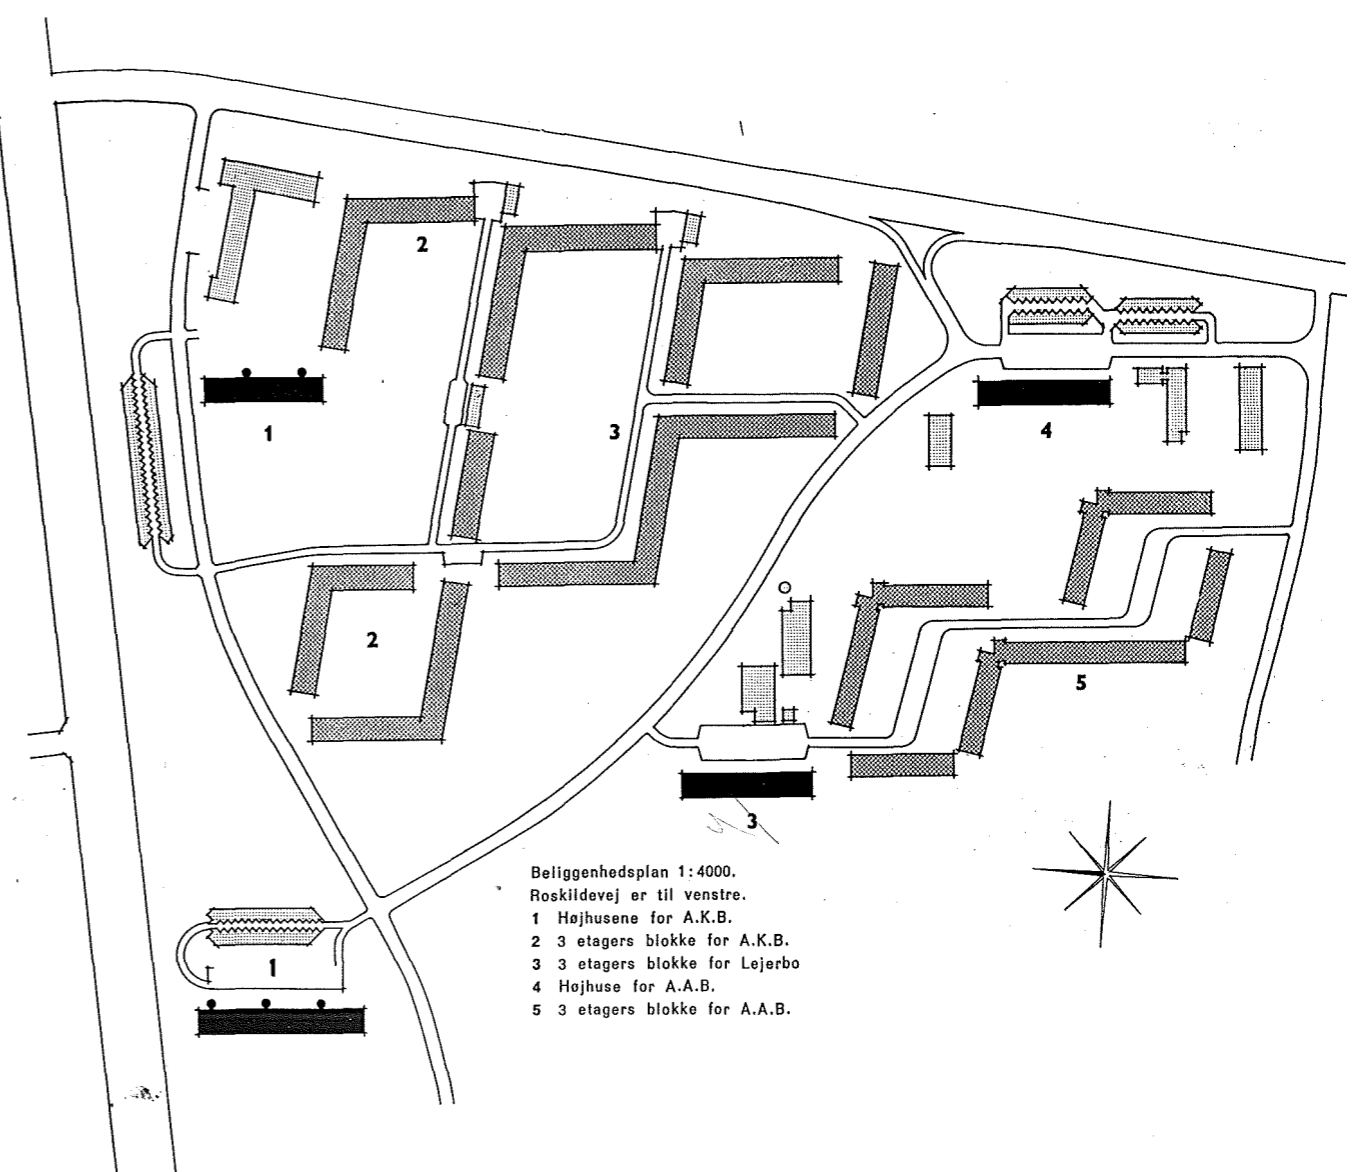 2
1
3
4
2
5
3
1
Beliggenhedsplan 1:4000.
Roskildevej er til venstre.
1 Højhusene for A.K.B.
2 3 etagers blokke for A.K.B.
3 3 etagers blokke for Lejerbo
4 Højhuse for A.A.B.
5 3 etagers blokke for A.A.B.